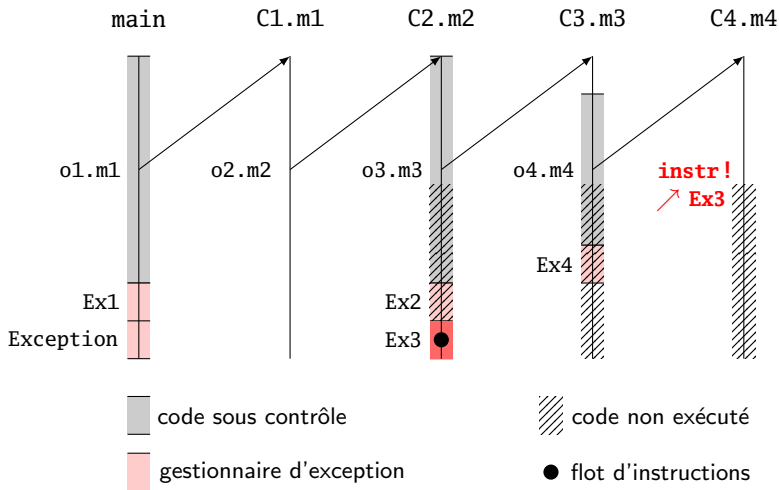 main C1.m1 C2.m2 C3.m3 C4.m4
o1.m1 o2.m2 o3.m3 o4.m4 instr!
↗ Ex3
Ex4
Ex1 Ex2
Exception Ex3
code sous contrôle code non exécuté
gestionnaire d'exception flot d'instructions